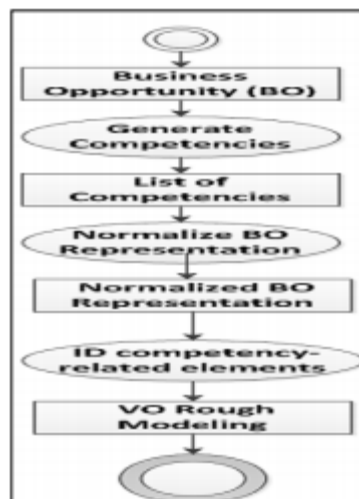 Business
Opportunity (BO)
Generate
Competencies
List of
Competencies
Normalize BO
Representation
Normalized BO
Representation
ID competency-
related elements
VO Rough
Modeling